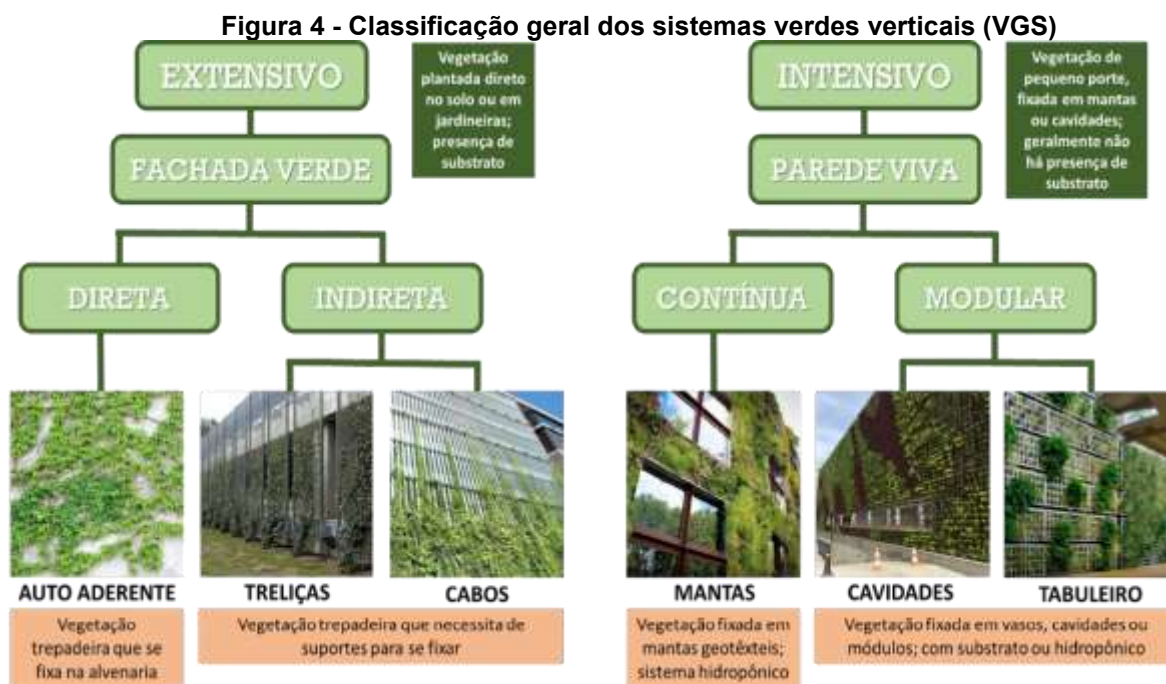 Figura 4 - Classificação geral dos sistemas verdes verticais (VGS)
EXTENSIVO
Vegetação
plantada direto
no solo ou em
jardineiras;
presença de
substrato
FACHADA VERDE
DIRETA
INDIRETA
AUTO ADERENTE
TRELIÇAS
CABOS
Vegetação
trepadeira que se
fixa na alvenaria
Vegetação trepadeira que necessita de
suportes para se fixar
INTENSIVO
Vegetação de
pequeno porte,
fixada em mantas
ou cavidades;
geralmente não
há presença de
substrato
PAREDE VIVA
CONTÍNUA
MODULAR
MANTAS
CAVIDADES
TABULEIRO
Vegetação fixada em
mantas geotêxteis;
sistema hidropônico
Vegetação fixada em vasos, cavidades ou
módulos; com substrato ou hidropônico